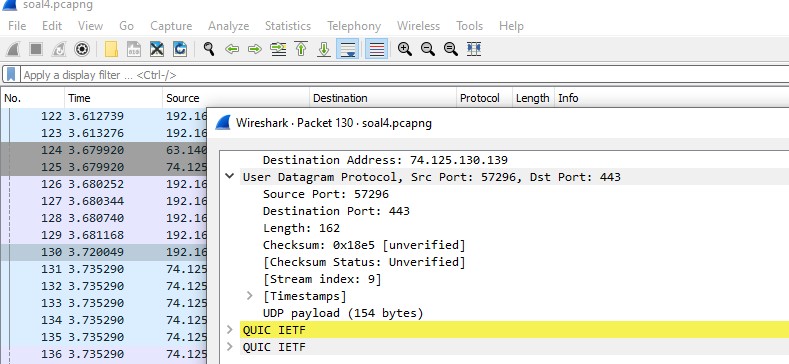 soal4.pcapng
File Edit View Go Capture Analyze Statistics Telephony Wireless Tools Help
Apply a display filter ... <Ctrl-/>
No. Time Source Destination Protocol Length Info
122 3.612739 192.16
123 3.613276 192.16
124 3.679920 63.140
125 3.679920 74.125
126 3.680252 192.16
127 3.680344 192.16
128 3.680740 192.16
129 3.681168 192.16
130 3.720049 192.16
131 3.735290 74.125
132 3.735290 74.125
133 3.735290 74.125
134 3.735290 74.125
135 3.735290 74.125
136 3.735290 74.125
Wireshark · Packet 130 · soal4.pcapng
Destination Address: 74.125.130.139
User Datagram Protocol, Src Port: 57296, Dst Port: 443
Source Port: 57296
Destination Port: 443
Length: 162
Checksum: 0x18e5 [unverified]
[Checksum Status: Unverified]
[Stream index: 9]
[Timestamps]
UDP payload (154 bytes)
QUIC IETF
QUIC IETF